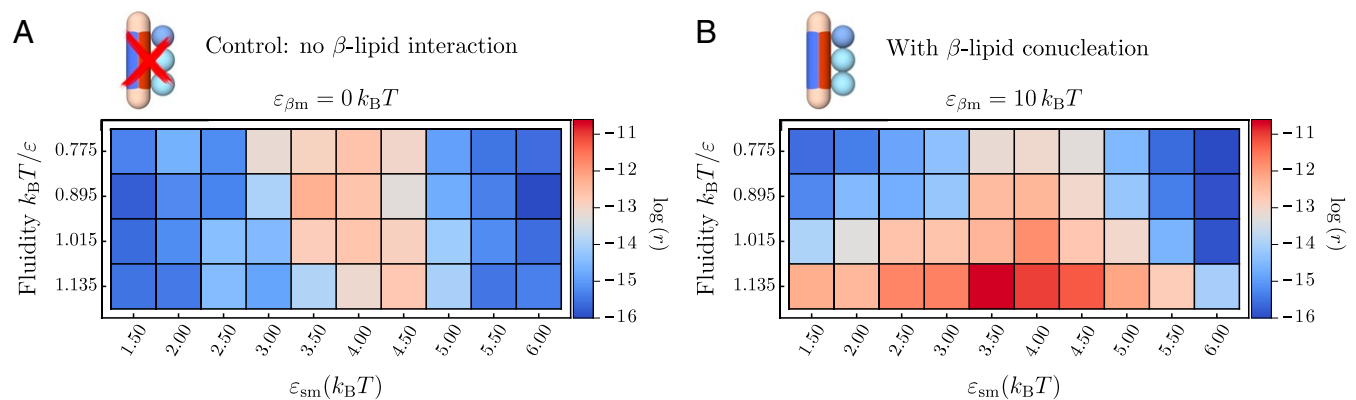 A
Control: no β-lipid interaction
ε_βm = 0 k_BT
Fluidity k_BT/ε
0.775
0.895
1.015
1.135
1.50 2.00 2.50 3.00 3.50 4.00 4.50 5.00 5.50 6.00
ε_sm(k_BT)
−11
−12
−13
−14
−15
−16
log(r)
B
With β-lipid conucleation
ε_βm = 10 k_BT
Fluidity k_BT/ε
0.775
0.895
1.015
1.135
1.50 2.00 2.50 3.00 3.50 4.00 4.50 5.00 5.50 6.00
ε_sm(k_BT)
−11
−12
−13
−14
−15
−16
log(r)